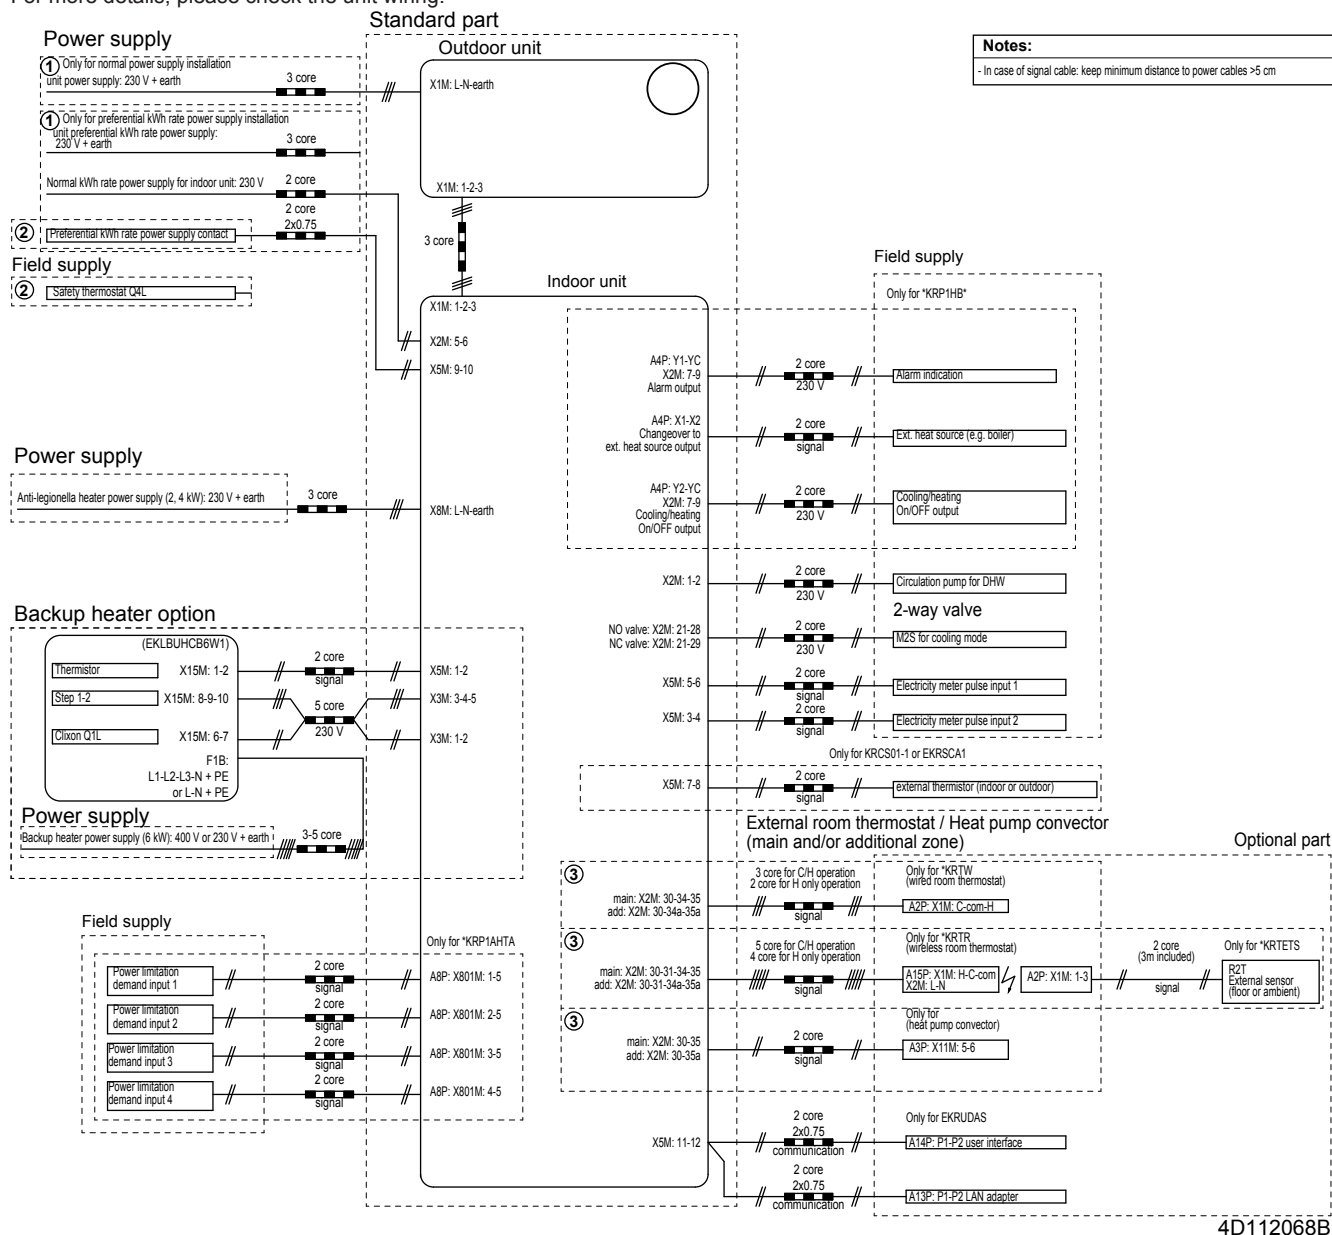 For more details, please check the unit wiring.
Standard part
Power supply
Outdoor unit
Notes:
- In case of signal cable: keep minimum distance to power cables >5 cm
1 Only for normal power supply installation
unit power supply: 230 V + earth
3 core
X1M: L-N-earth
1 Only for preferential kWh rate power supply installation
unit preferential kWh rate power supply:
230 V + earth
3 core
Normal kWh rate power supply for indoor unit: 230 V
2 core
X1M: 1-2-3
2 core
2x0.75
2 Preferential kWh rate power supply contact
3 core
Field supply
2 Safety thermostat Q4L
Indoor unit
Field supply
Only for *KRP1HB*
X1M: 1-2-3
X2M: 5-6
X5M: 9-10
A4P: Y1-YC
X2M: 7-9
Alarm output
2 core
230 V
Alarm indication
A4P: X1-X2
Changeover to
ext. heat source output
2 core
signal
Ext. heat source (e.g. boiler)
Power supply
Anti-legionella heater power supply (2, 4 kW): 230 V + earth
3 core
X8M: L-N-earth
A4P: Y2-YC
X2M: 7-9
Cooling/heating
On/OFF output
2 core
230 V
Cooling/heating
On/OFF output
X2M: 1-2
2 core
230 V
Circulation pump for DHW
2-way valve
NO valve: X2M: 21-28
NC valve: X2M: 21-29
2 core
230 V
M2S for cooling mode
Backup heater option
(EKLBUHCB6W1)
Thermistor
X15M: 1-2
2 core
signal
X5M: 1-2
Step 1-2
X15M: 8-9-10
5 core
230 V
X3M: 3-4-5
Clixon Q1L
X15M: 6-7
X3M: 1-2
F1B:
L1-L2-L3-N + PE
or L-N + PE
Power supply
Backup heater power supply (6 kW): 400 V or 230 V + earth
3-5 core
X5M: 5-6
2 core
signal
Electricity meter pulse input 1
X5M: 3-4
2 core
signal
Electricity meter pulse input 2
Only for KRCS01-1 or EKRSCA1
X5M: 7-8
2 core
signal
external thermistor (indoor or outdoor)
External room thermostat / Heat pump convector
(main and/or additional zone)
Optional part
3
main: X2M: 30-34-35
add: X2M: 30-34a-35a
3 core for C/H operation
2 core for H only operation
signal
Only for *KRTW
(wired room thermostat)
A2P: X1M: C-com-H
3
main: X2M: 30-31-34-35
add: X2M: 30-31-34a-35a
5 core for C/H operation
4 core for H only operation
signal
Only for *KRTR
(wireless room thermostat)
A15P: X1M: H-C-com
X2M: L-N
A2P: X1M: 1-3
2 core
(3m included)
signal
Only for *KRTETS
R2T
External sensor
(floor or ambient)
3
main: X2M: 30-35
add: X2M: 30-35a
2 core
signal
Only for
(heat pump convector)
A3P: X11M: 5-6
Field supply
Only for *KRP1AHTA
Power limitation
demand input 1
2 core
signal
A8P: X801M: 1-5
Power limitation
demand input 2
2 core
signal
A8P: X801M: 2-5
Power limitation
demand input 3
2 core
signal
A8P: X801M: 3-5
Power limitation
demand input 4
2 core
signal
A8P: X801M: 4-5
X5M: 11-12
2 core
2x0.75
communication
Only for EKRUDAS
A14P: P1-P2 user interface
2 core
2x0.75
communication
A13P: P1-P2 LAN adapter
4D112068B